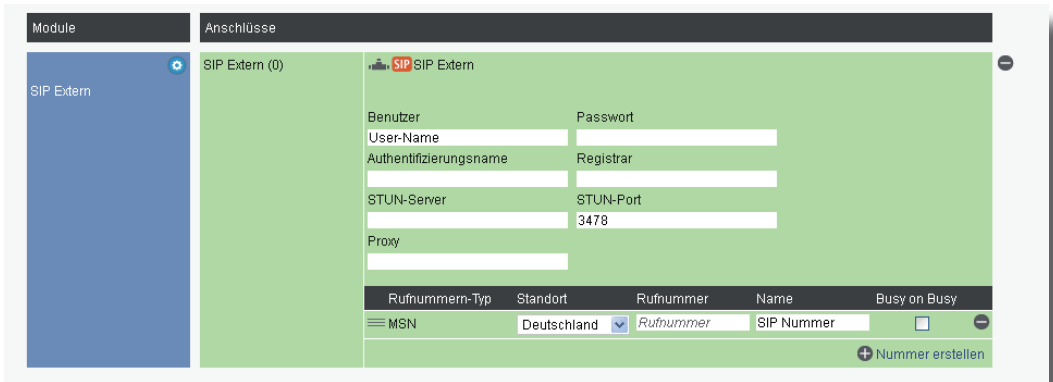 Module Anschlüsse
SIP Extern (0) SIP SIP Extern
SIP Extern
Benutzer Passwort
User-Name
Authentifizierungsname Registrar
STUN-Server STUN-Port
3478
Proxy
Rufnummern-Typ Standort Rufnummer Name Busy on Busy
MSN Deutschland Rufnummer SIP Nummer
Nummer erstellen